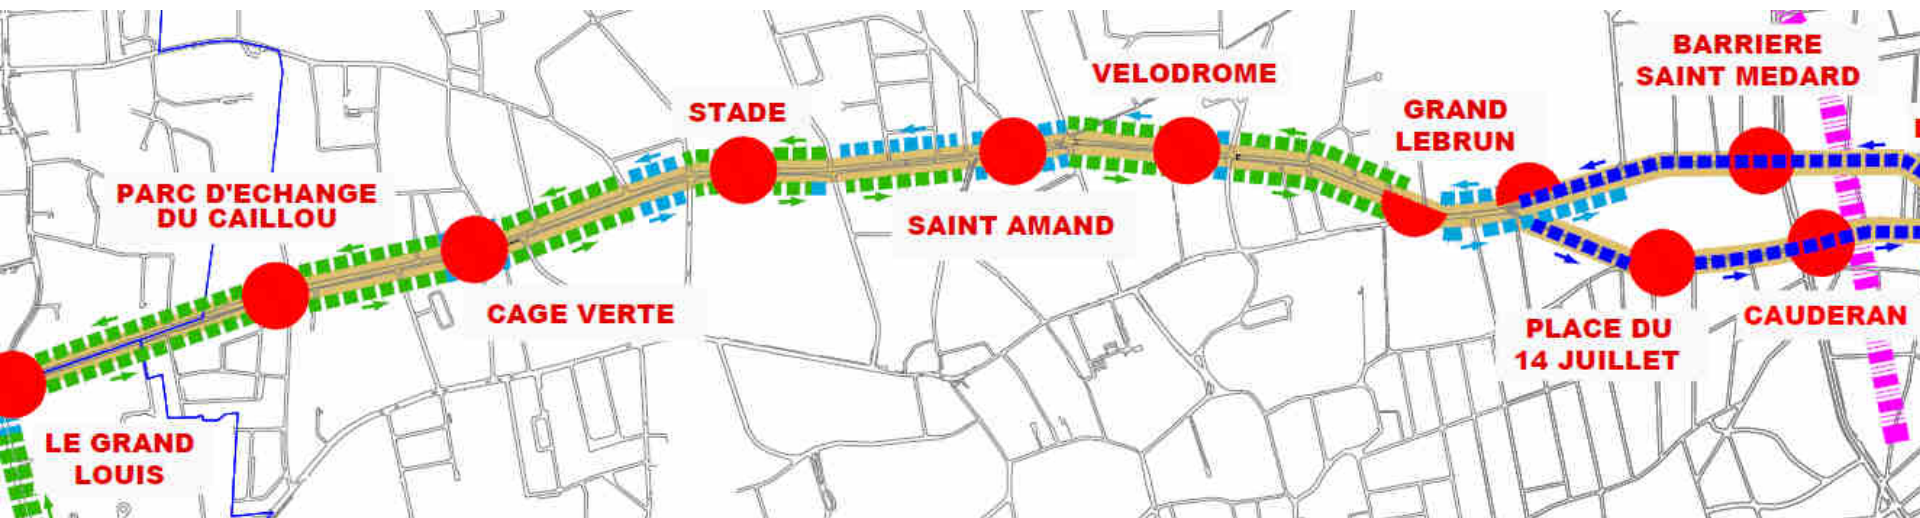 BARRIERE
SAINT MEDARD
VELODROME
STADE
GRAND
LEBRUN
PARC D'ECHANGE
DU CAILLOU
SAINT AMAND
CAGE VERTE
CAUDERAN
PLACE DU
14 JUILLET
LE GRAND
LOUIS